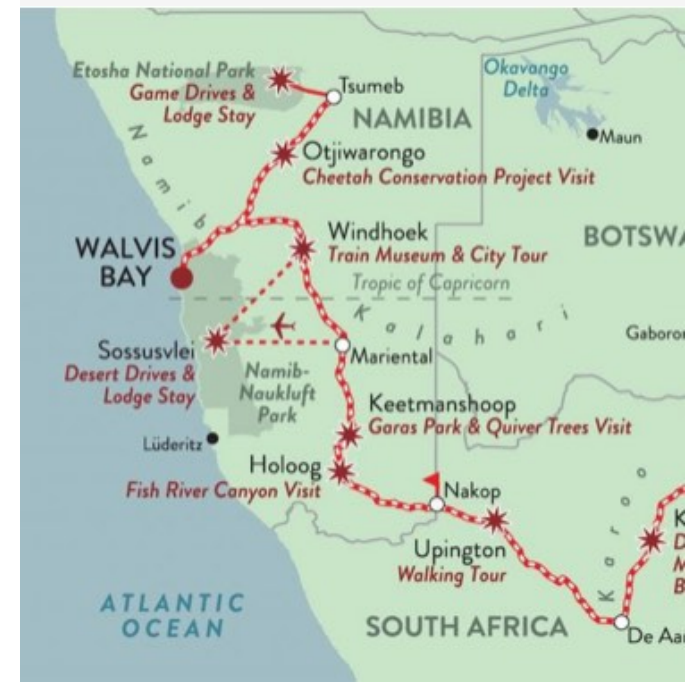 Etosha National Park
Game Drives &
Lodge Stay
Tsumeb
NAMIBIA
Okavango
Delta
Maun
Otjiwarongo
Cheetah Conservation Project Visit
Namib
WALVIS
BAY
Windhoek
Train Museum & City Tour
BOTSWA
Tropic of Capricorn
Kalahari
Gaboro
Sossusvlei
Desert Drives &
Lodge Stay
Mariental
Namib-
Naukluft
Park
Keetmanshoop
Garas Park & Quiver Trees Visit
Lüderitz
Holoog
Fish River Canyon Visit
Nakop
Upington
Walking Tour
Karoo
K
D
M
B
ATLANTIC
OCEAN
SOUTH AFRICA
De Aa